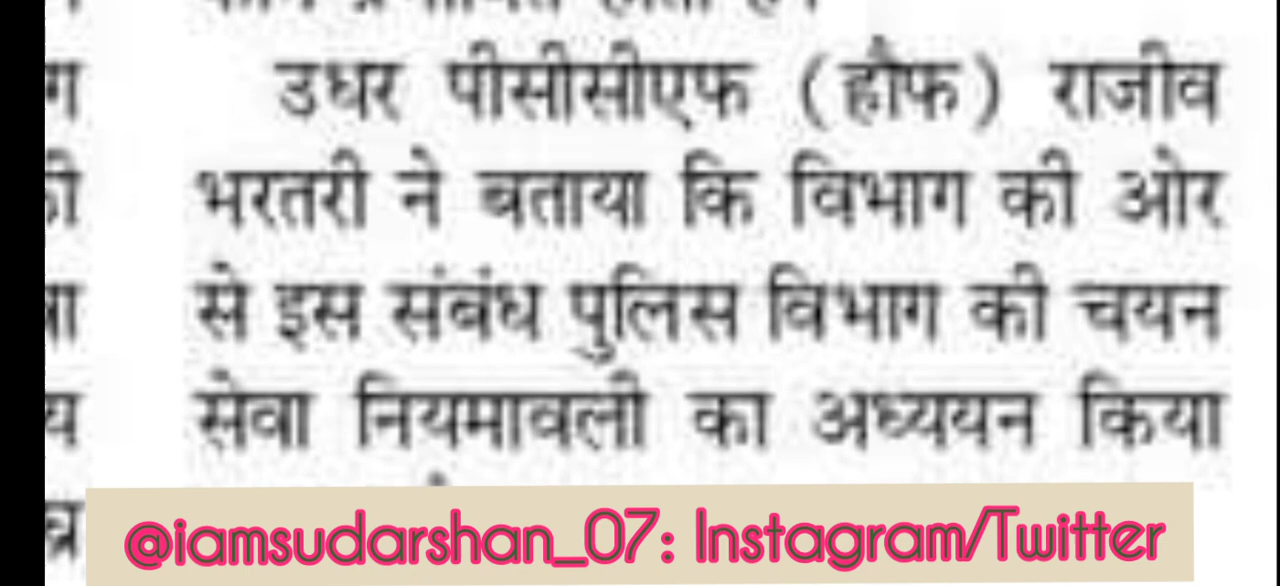 उधर पीसीसीएफ (हौफ) राजीव
भरतरी ने बताया कि विभाग की ओर
से इस संबंध पुलिस विभाग की चयन
सेवा नियमावली का अध्ययन किया
@iamsudarshan_07: Instagram/Twitter